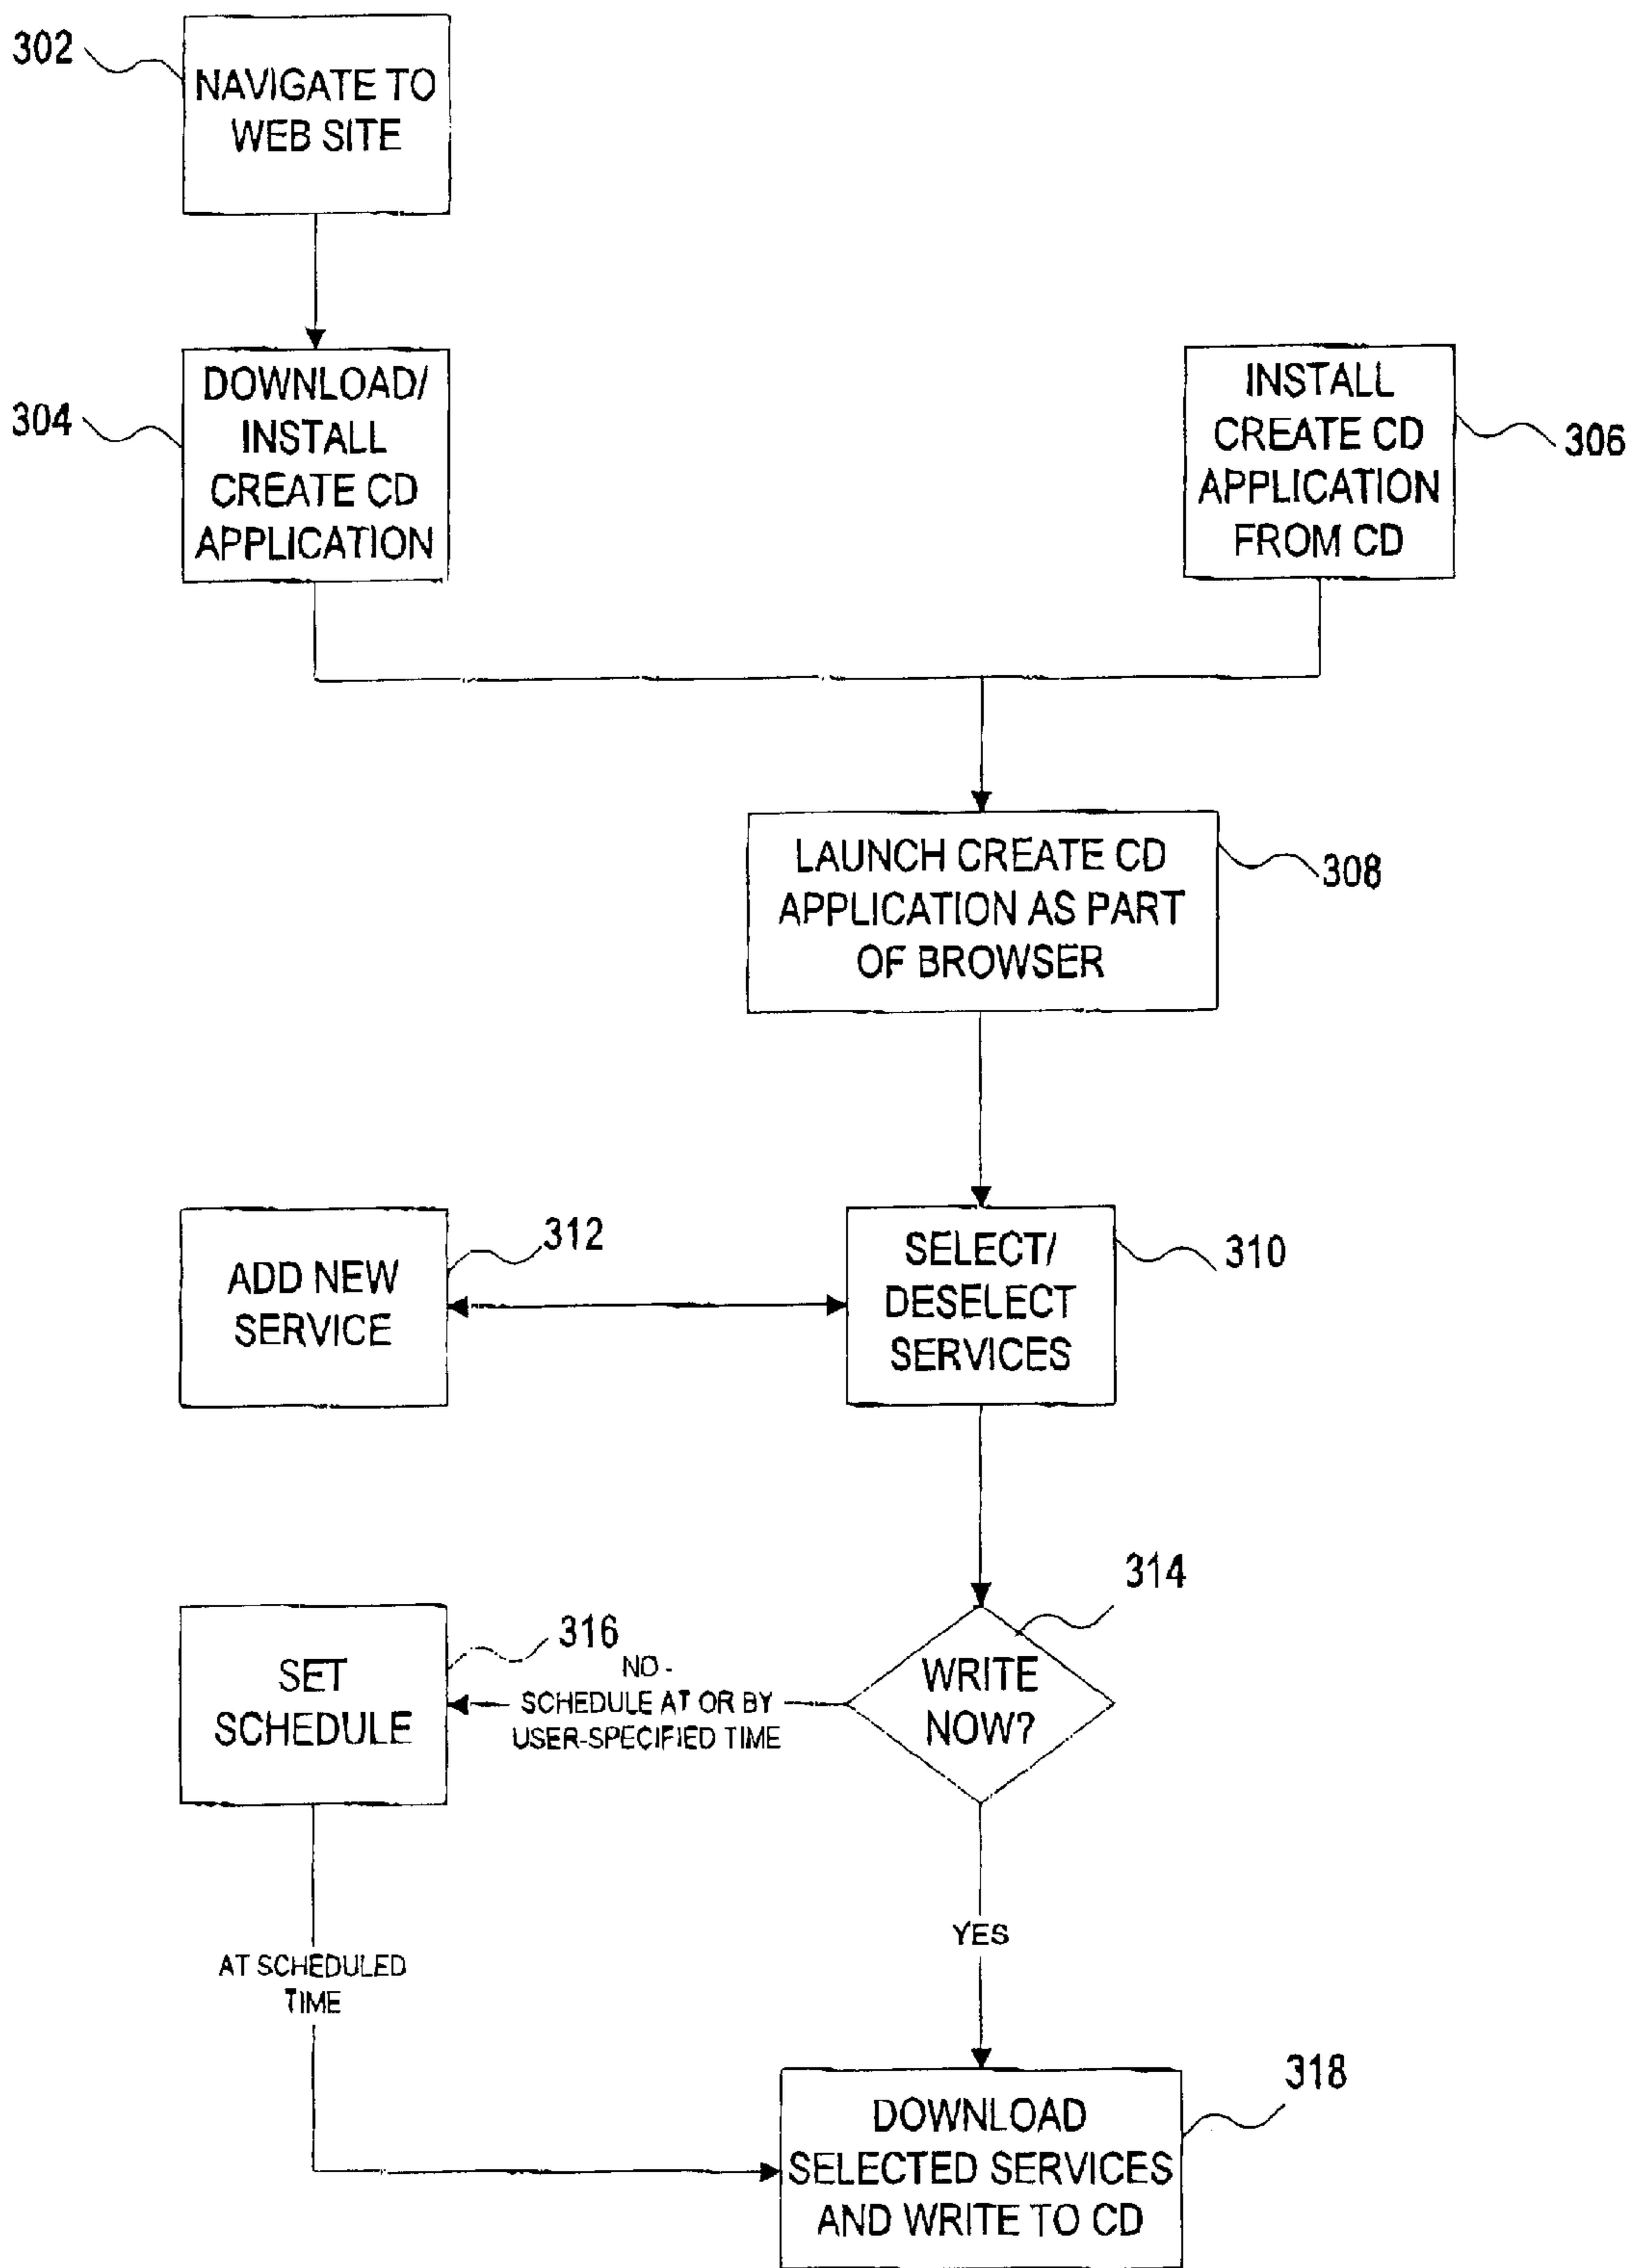 302
NAVIGATE TO
WEB SITE
304
DOWNLOAD/
INSTALL
CREATE CD
APPLICATION
INSTALL
CREATE CD
APPLICATION
FROM CD
306
LAUNCH CREATE CD
APPLICATION AS PART
OF BROWSER
308
ADD NEW
SERVICE
312
SELECT/
DESELECT
SERVICES
310
314
SET
SCHEDULE
316
NO -
SCHEDULE AT OR BY
USER-SPECIFIED TIME
WRITE
NOW?
YES
AT SCHEDULED
TIME
318
DOWNLOAD
SELECTED SERVICES
AND WRITE TO CD